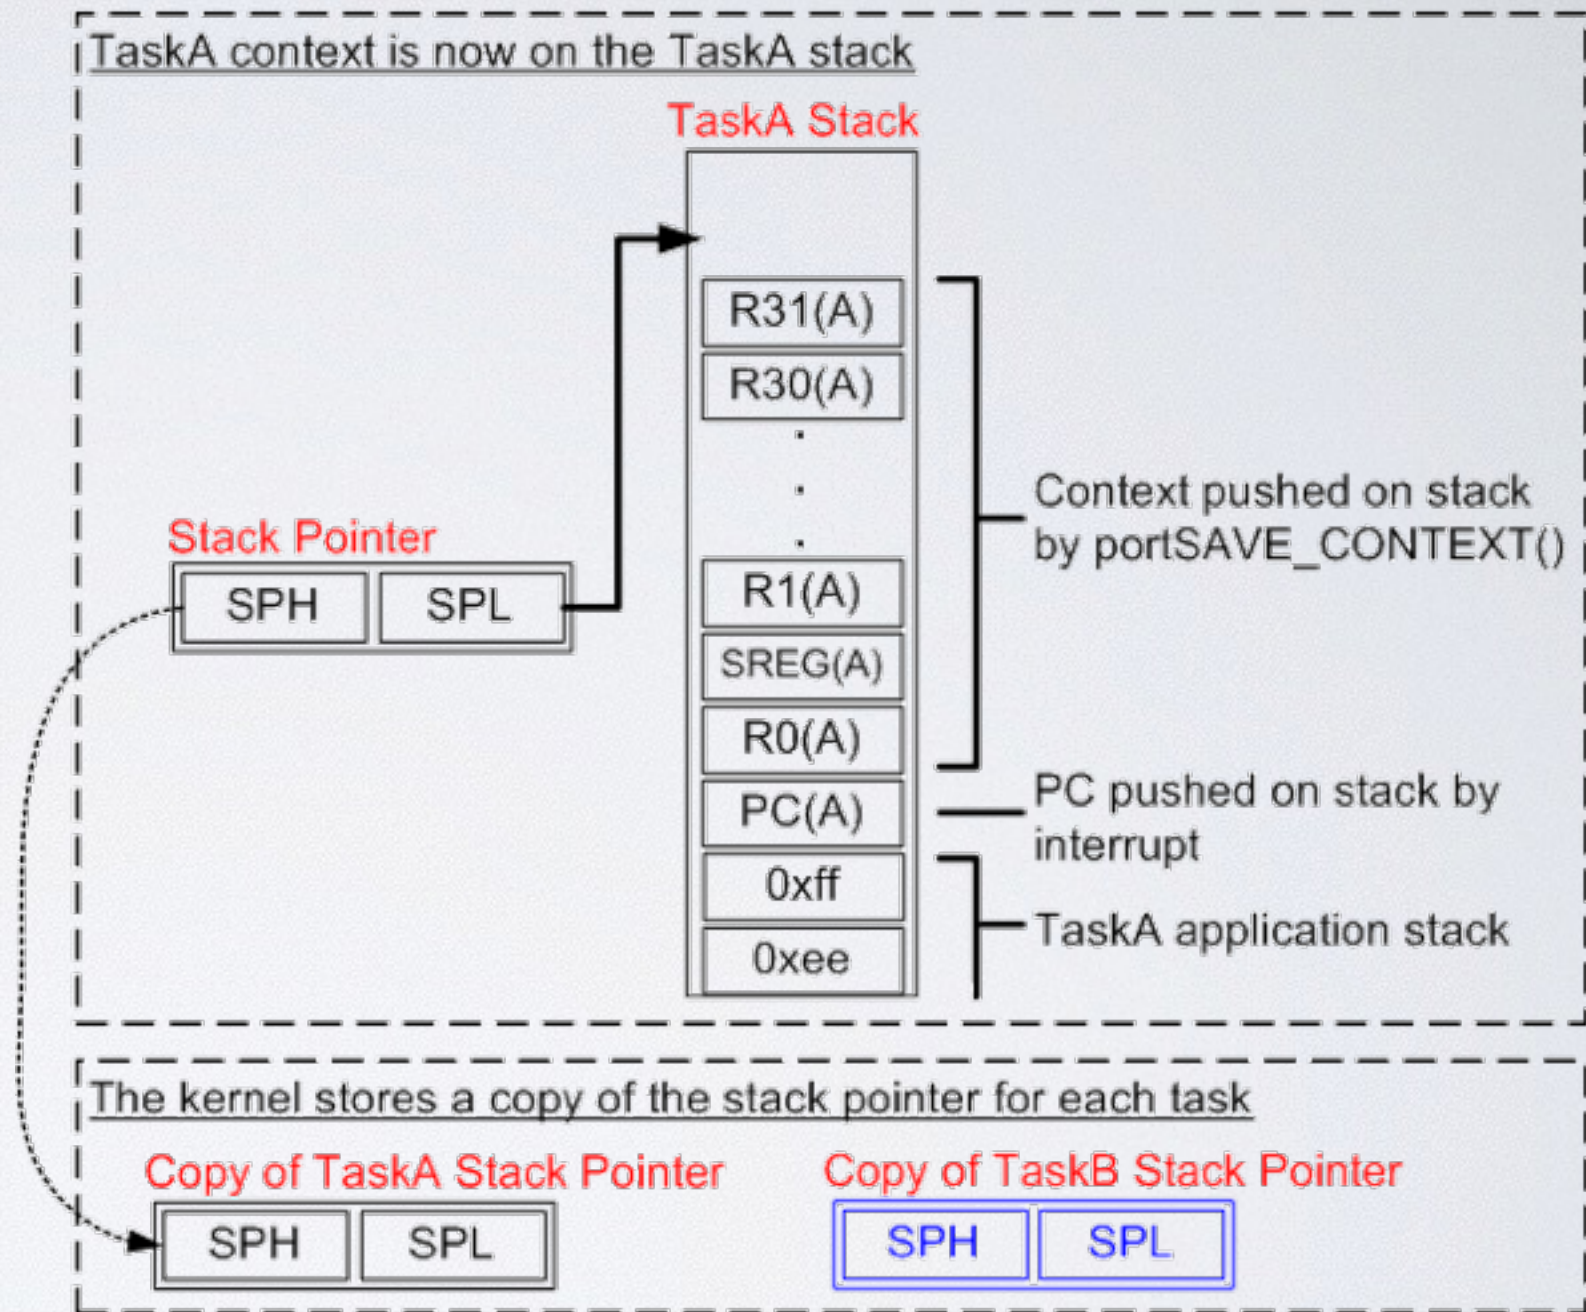 TaskA context is now on the TaskA stack
TaskA Stack
R31(A)
R30(A)
.
.
.
Context pushed on stack
by portSAVE_CONTEXT()
Stack Pointer
SPH SPL
R1(A)
SREG(A)
R0(A)
PC(A)
PC pushed on stack by
interrupt
0xff
0xee
TaskA application stack
The kernel stores a copy of the stack pointer for each task
Copy of TaskA Stack Pointer
SPH SPL
Copy of TaskB Stack Pointer
SPH SPL